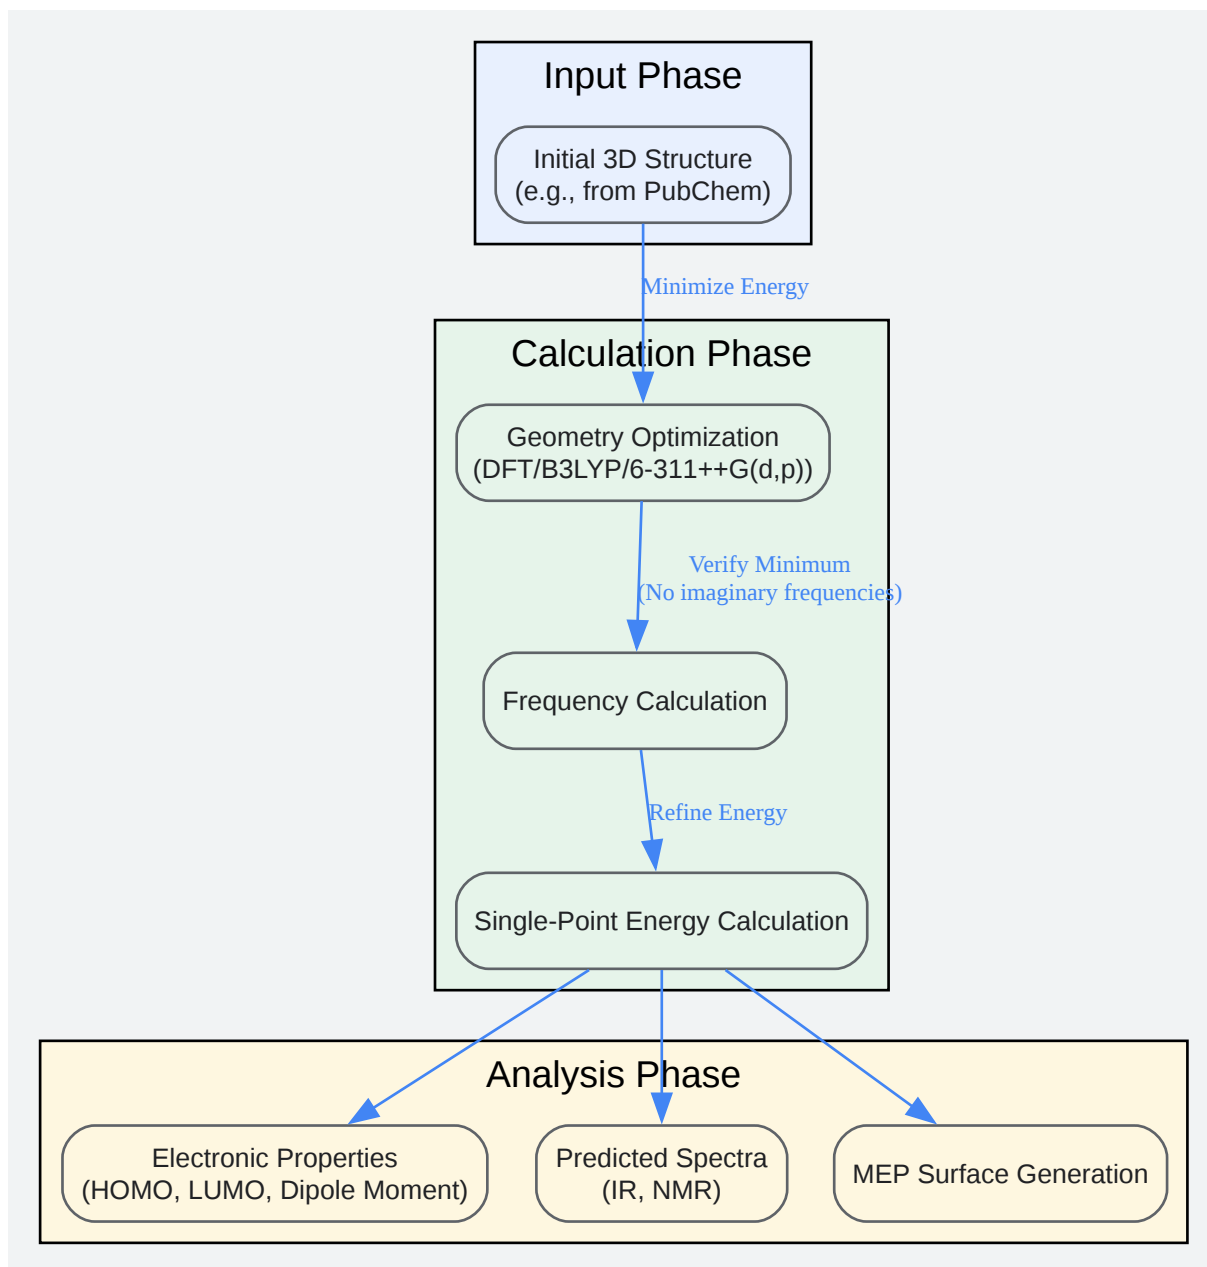 Input Phase
Initial 3D Structure
(e.g., from PubChem)
Minimize Energy
Calculation Phase
Geometry Optimization
(DFT/B3LYP/6-311++G(d,p))
Verify Minimum
(No imaginary frequencies)
Frequency Calculation
Refine Energy
Single-Point Energy Calculation
Analysis Phase
Electronic Properties
(HOMO, LUMO, Dipole Moment)
Predicted Spectra
(IR, NMR)
MEP Surface Generation